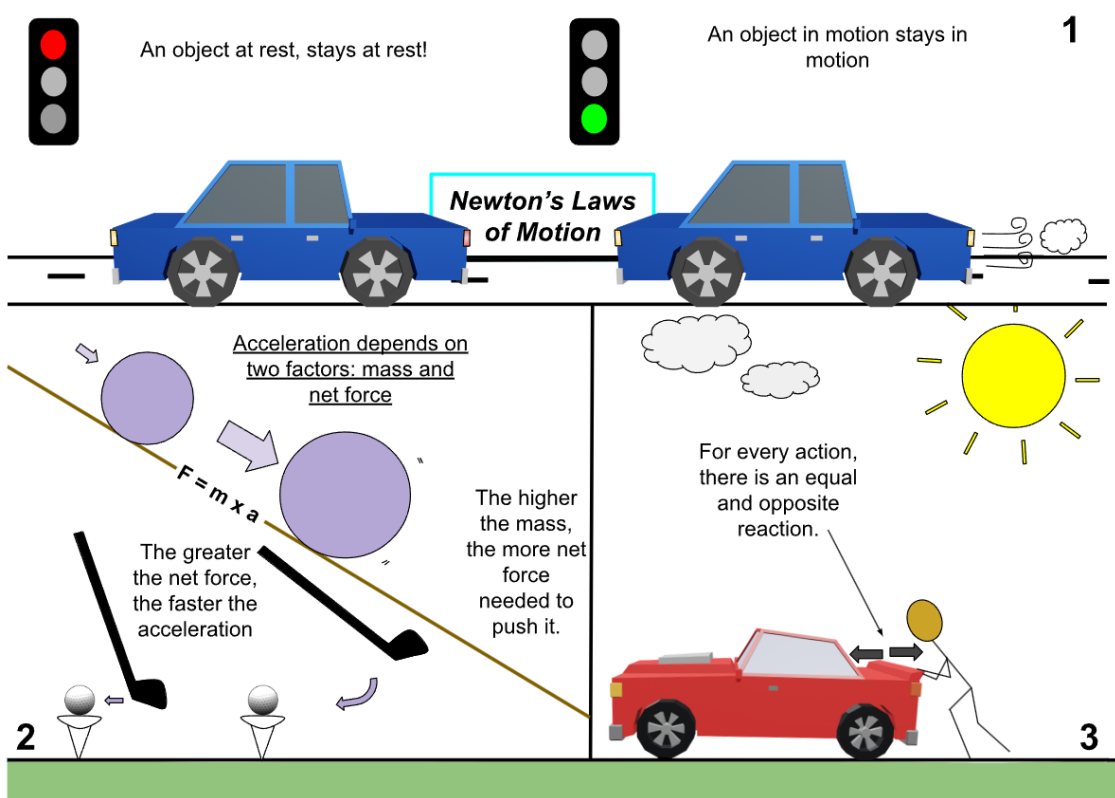 An object at rest, stays at rest!
An object in motion stays in
motion
1
Newton's Laws
of Motion
Acceleration depends on
two factors: mass and
net force
F = m x a
The higher
the mass,
the more net
force
needed to
push it.
The greater
the net force,
the faster the
acceleration
2
For every action,
there is an equal
and opposite
reaction.
3